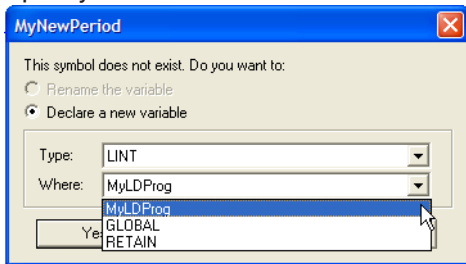 MyNewPeriod
This symbol does not exist. Do you want to:
Rename the variable
Declare a new variable
Type: LINT
Where: MyLDProg
MyLDProg
GLOBAL
RETAIN